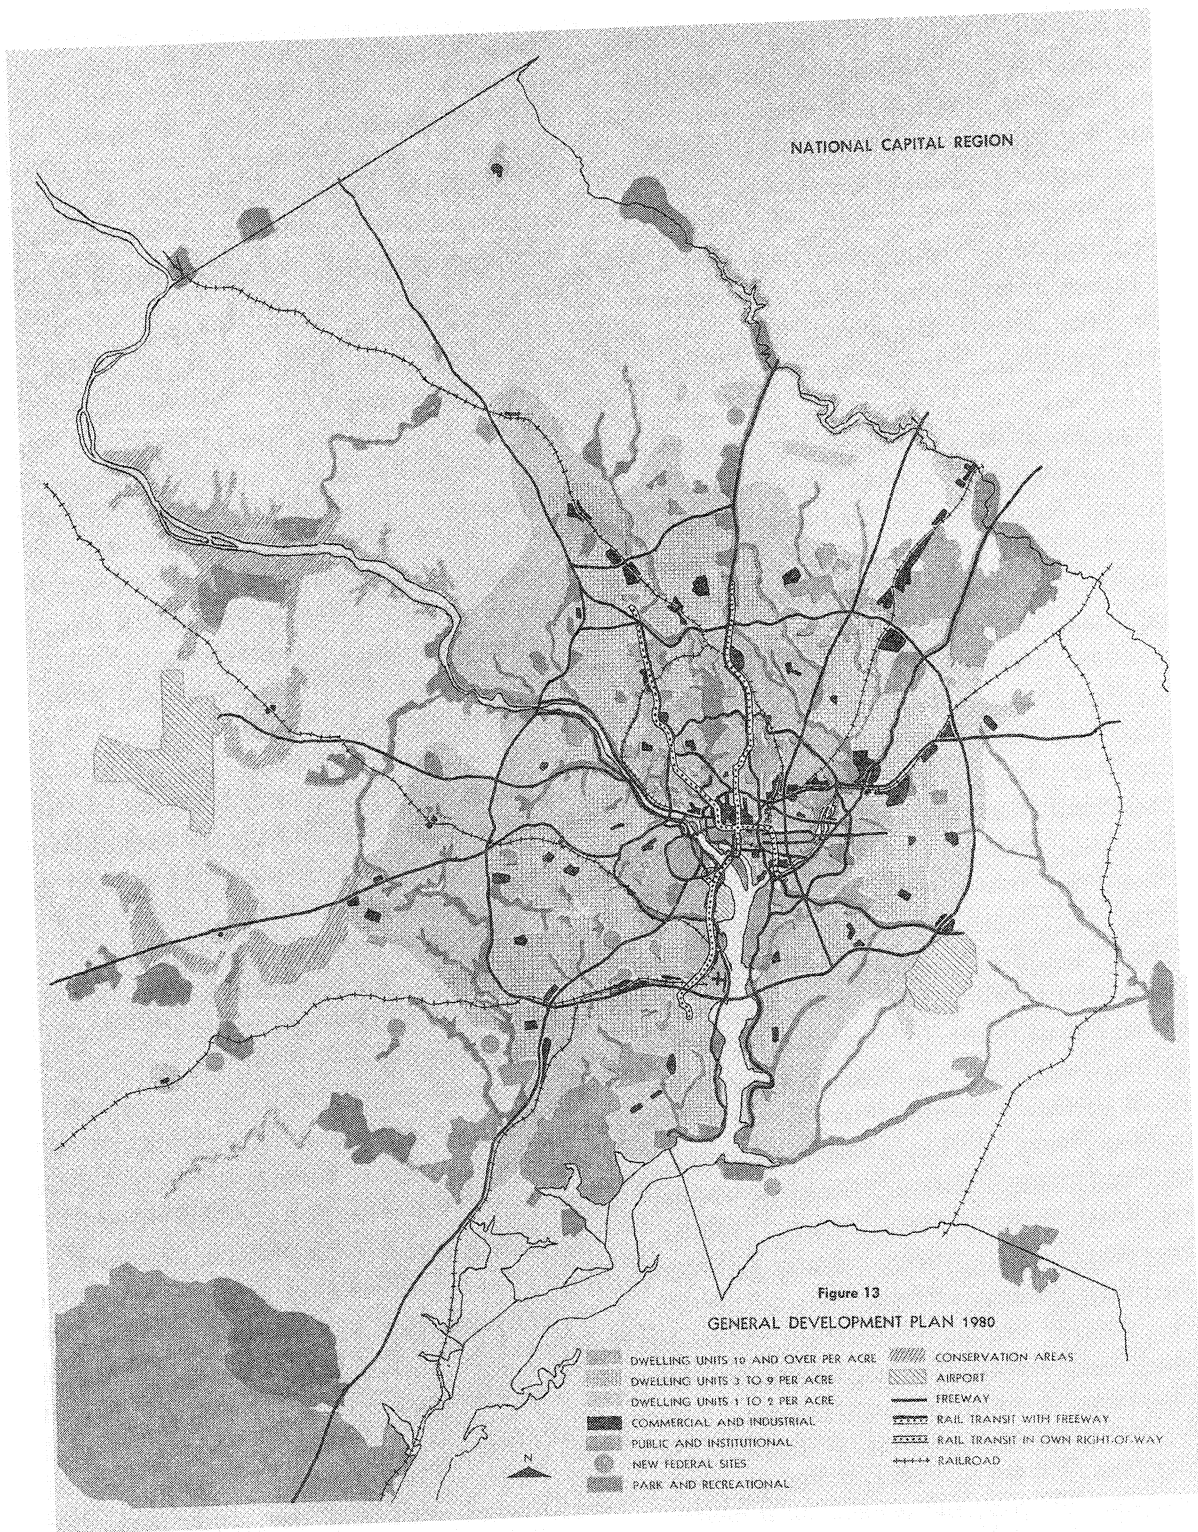 NATIONAL CAPITAL REGION
Figure 13
GENERAL DEVELOPMENT PLAN 1980
DWELLING UNITS 10 AND OVER PER ACRE
DWELLING UNITS 3 TO 9 PER ACRE
DWELLING UNITS 1 TO 2 PER ACRE
COMMERCIAL AND INDUSTRIAL
PUBLIC AND INSTITUTIONAL
NEW FEDERAL SITES
PARK AND RECREATIONAL
CONSERVATION AREAS
AIRPORT
FREEWAY
RAIL TRANSIT WITH FREEWAY
RAIL TRANSIT IN OWN RIGHT-OF-WAY
RAILROAD
N